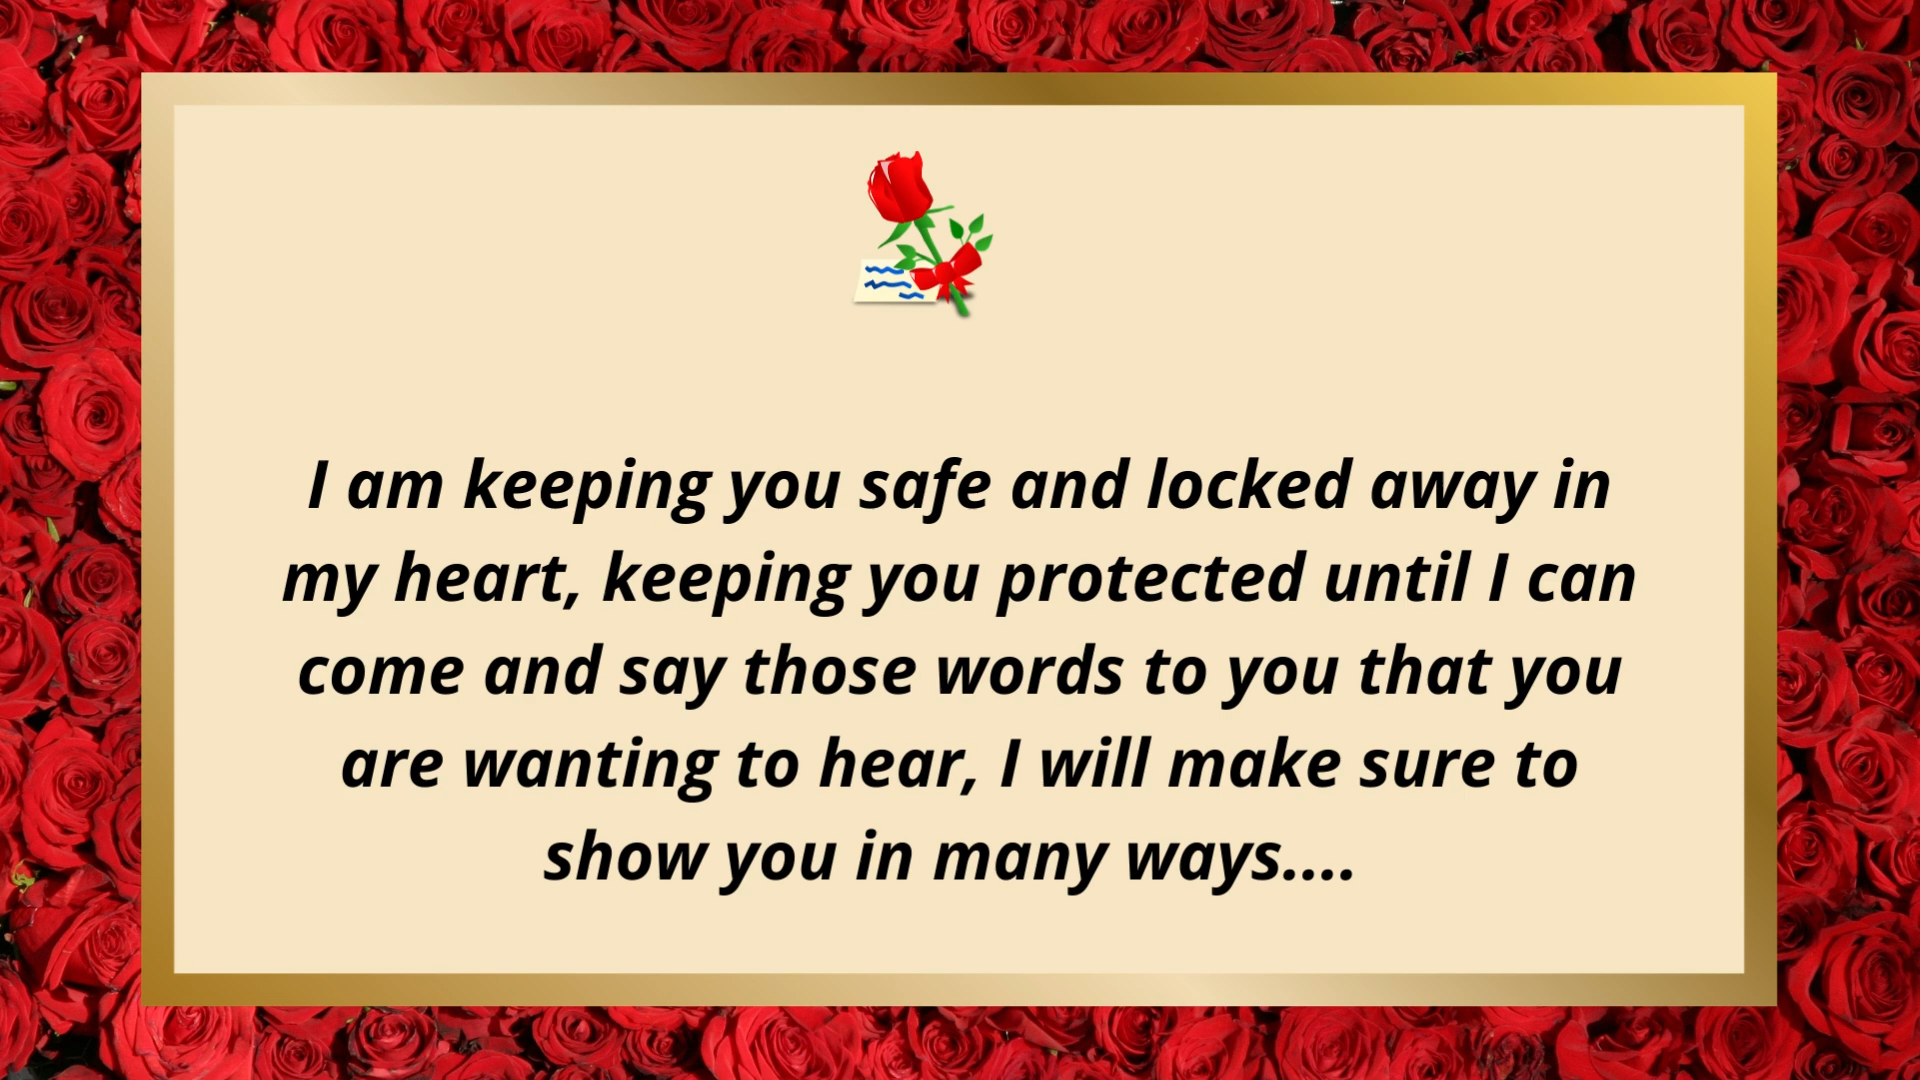 I am keeping you safe and locked away in
my heart, keeping you protected until I can
come and say those words to you that you
are wanting to hear, I will make sure to
show you in many ways....